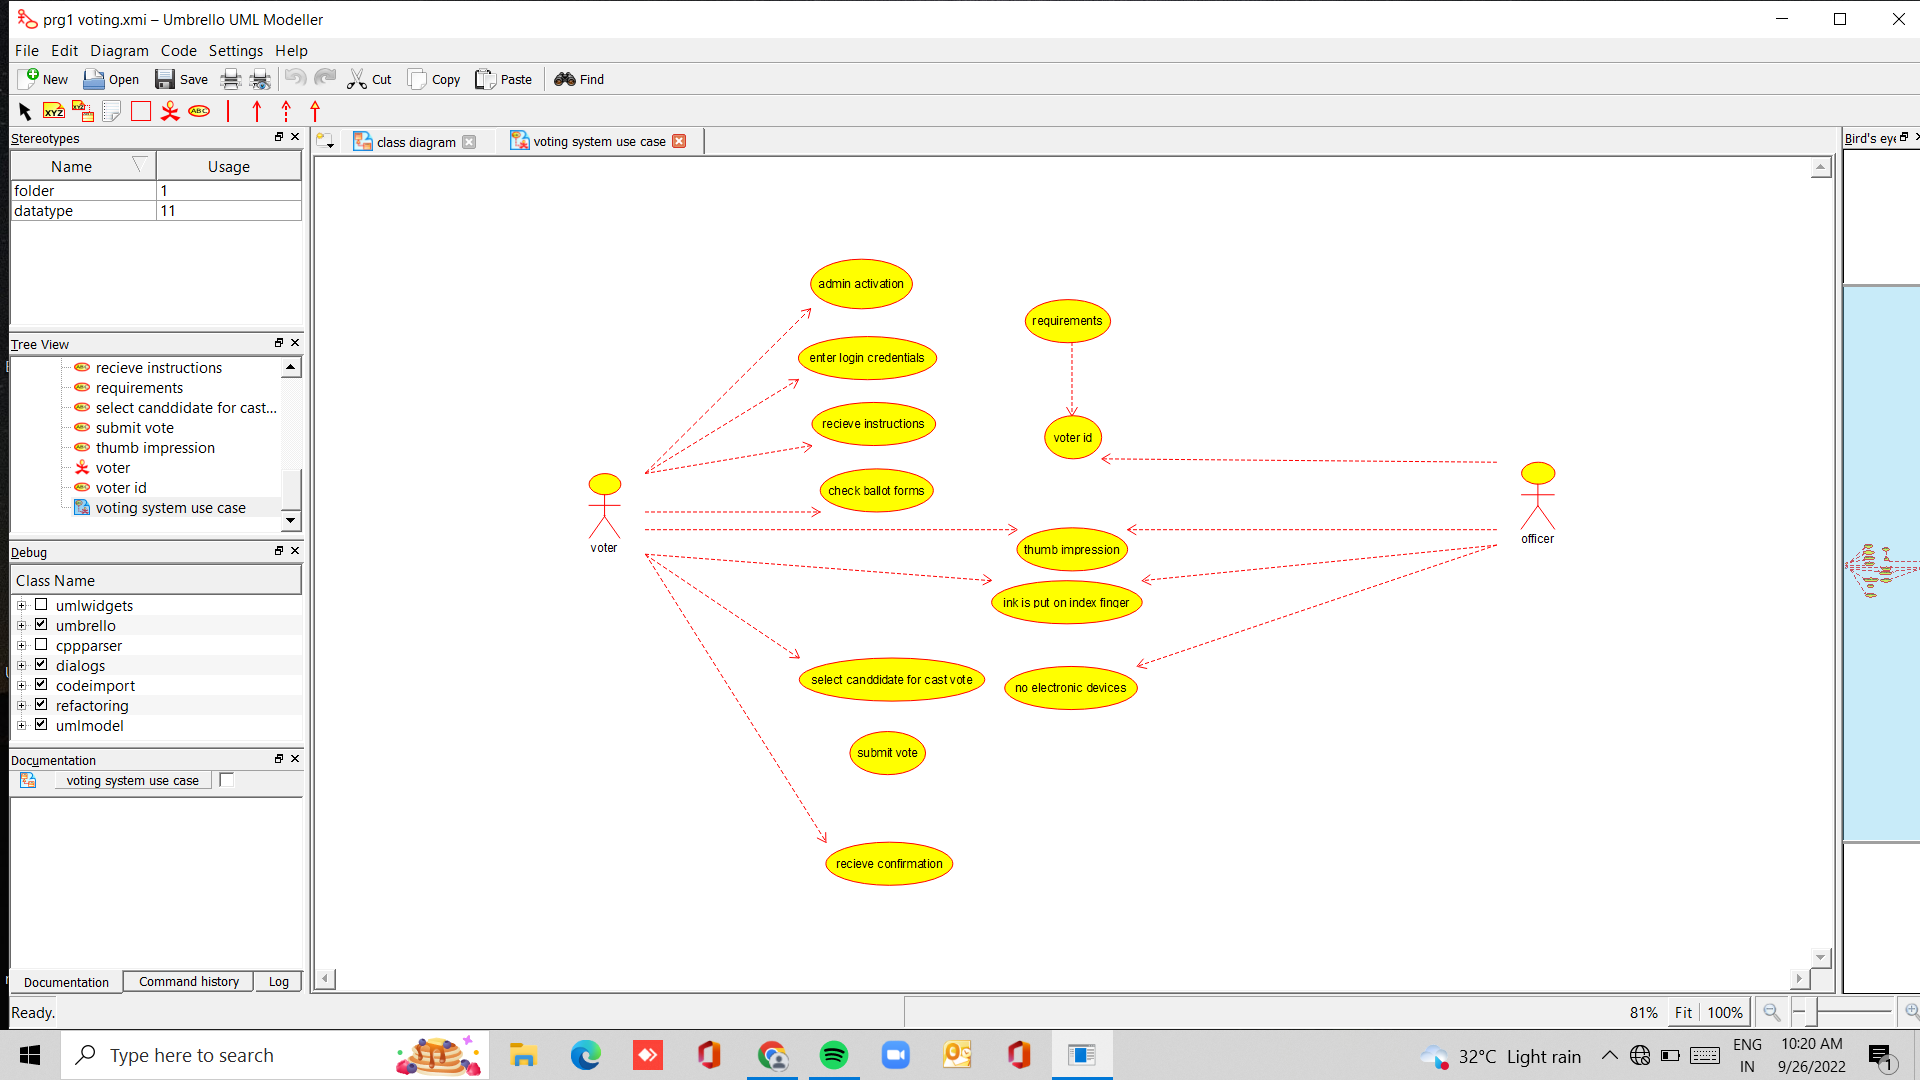 prg1 voting.xmi – Umbrello UML Modeller
File Edit Diagram Code Settings Help
New Open Save Cut Copy Paste Find
XYZ XYZ ABC
Stereotypes
Name Usage
folder 1
datatype 11
Tree View
recieve instructions
requirements
select canddidate for cast...
submit vote
thumb impression
voter
voter id
voting system use case
Debug
Class Name
umlwidgets
umbrello
cppparser
dialogs
codeimport
refactoring
umlmodel
Documentation
voting system use case
Documentation Command history Log
class diagram voting system use case
Bird's eye
admin activation
requirements
enter login credentials
recieve instructions
voter id
check ballot forms
voter
officer
thumb impression
ink is put on index finger
select canddidate for cast vote
no electronic devices
submit vote
recieve confirmation
Ready.
81% Fit 100%
Type here to search
32°C Light rain
ENG
IN
10:20 AM
9/26/2022
1